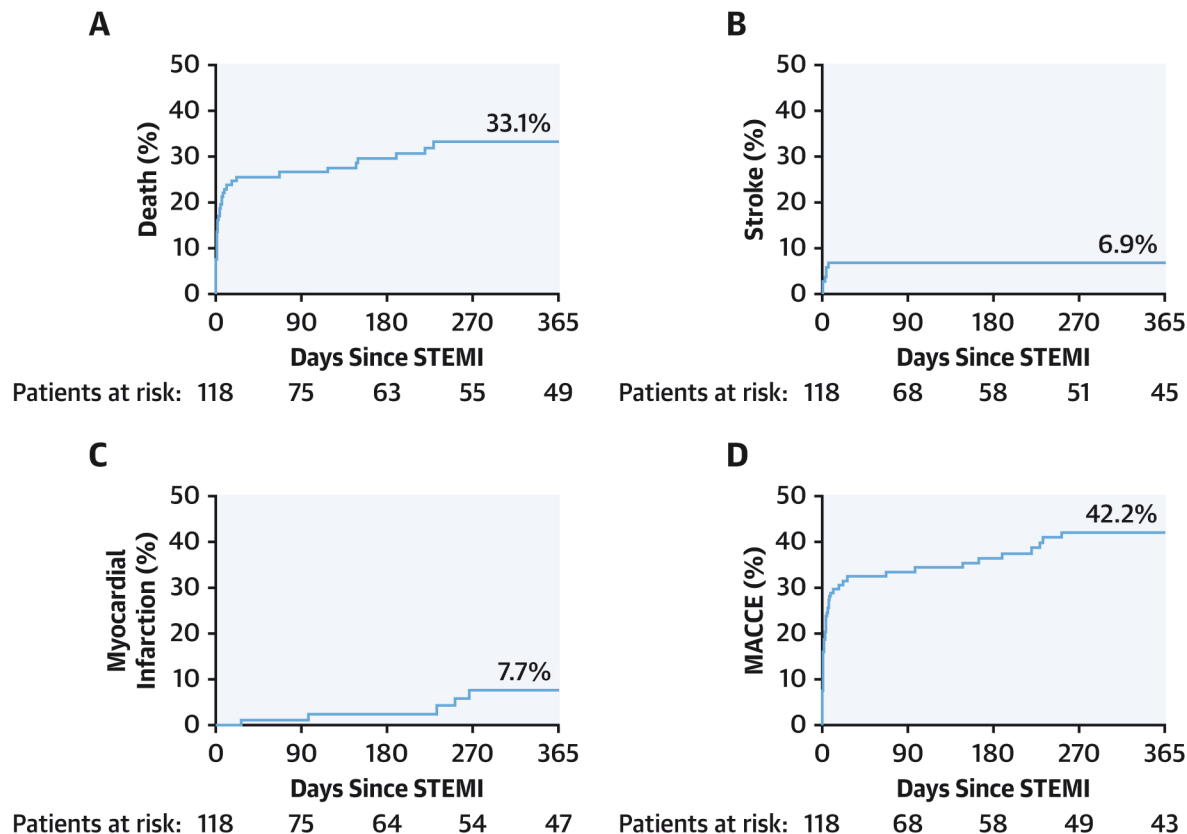 A
50
40
30
20
10
0
Death (%)
33.1%
0 90 180 270 365
Days Since STEMI
Patients at risk: 118 75 63 55 49
B
50
40
30
20
10
0
Stroke (%)
6.9%
0 90 180 270 365
Days Since STEMI
Patients at risk: 118 68 58 51 45
C
50
40
30
20
10
0
Myocardial
Infarction (%)
7.7%
0 90 180 270 365
Days Since STEMI
Patients at risk: 118 75 64 54 47
D
50
40
30
20
10
0
MACCE (%)
42.2%
0 90 180 270 365
Days Since STEMI
Patients at risk: 118 68 58 49 43